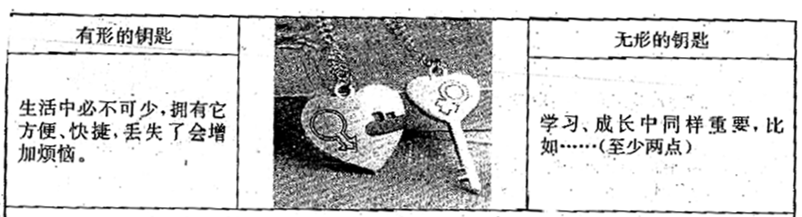 有形的钥匙
生活中必不可少，拥有它
方便、快捷，丢失了会增
加烦恼。
无形的钥匙
学习、成长中同样重要，比
如……（至少两点）